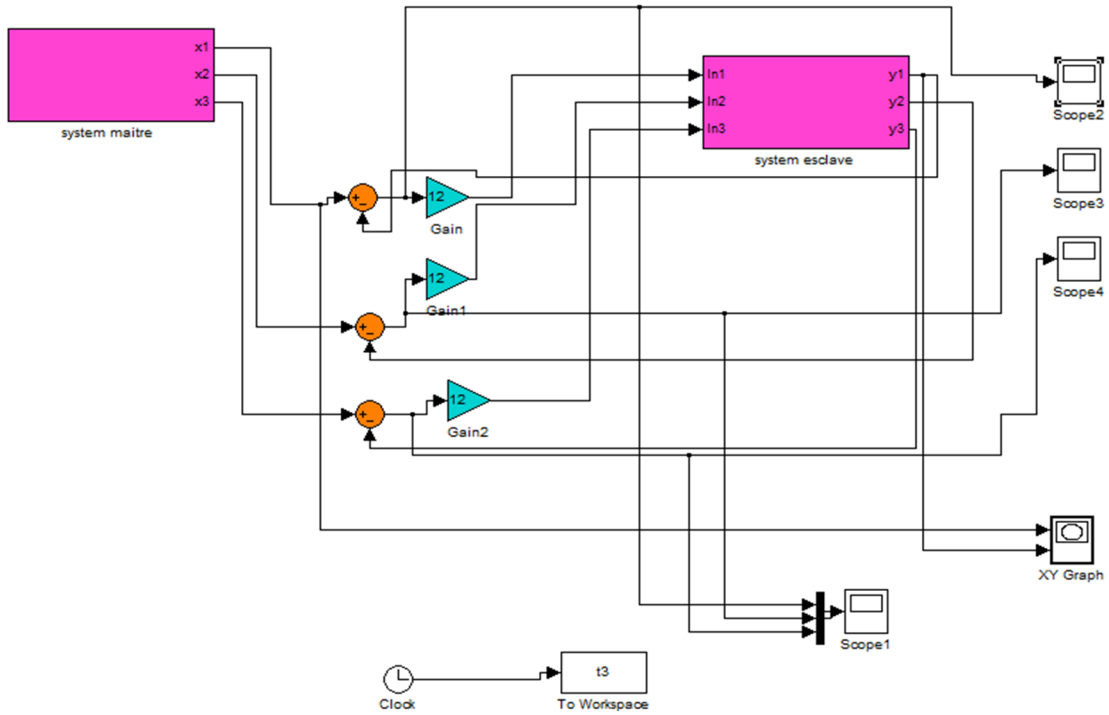 x1
x2
x3
system maitre
In1
In2
In3
y1
y2
y3
system esclave
Scope2
Scope3
Scope4
+
-
12
Gain
12
Gain1
+
-
+
-
12
Gain2
XY Graph
Scope1
Clock
t3
To Workspace